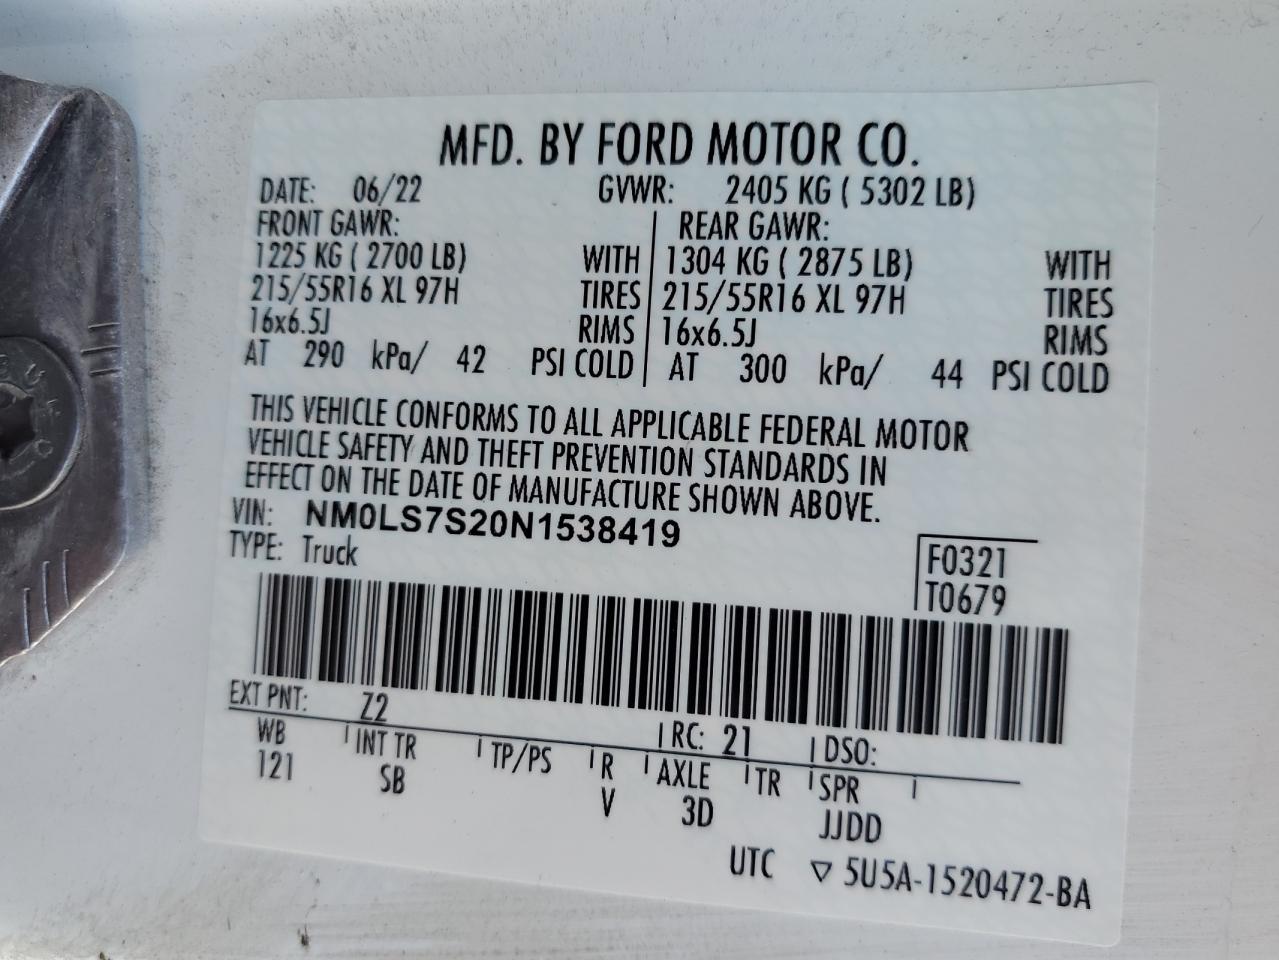 MFD. BY FORD MOTOR CO.
DATE: 06/22 GVWR: 2405 KG ( 5302 LB)
FRONT GAWR: REAR GAWR:
1225 KG ( 2700 LB) WITH 1304 KG ( 2875 LB) WITH
215/55R16 XL 97H TIRES 215/55R16 XL 97H TIRES
16x6.5J RIMS 16x6.5J RIMS
AT 290 kPa/ 42 PSI COLD AT 300 kPa/ 44 PSI COLD
THIS VEHICLE CONFORMS TO ALL APPLICABLE FEDERAL MOTOR
VEHICLE SAFETY AND THEFT PREVENTION STANDARDS IN
EFFECT ON THE DATE OF MANUFACTURE SHOWN ABOVE.
VIN: NM0LS7S20N1538419
TYPE: Truck
F0321
T0679
EXT PNT: Z2 RC: 21 DSO:
WB INT TR TP/PS R AXLE TR SPR
121 SB V 3D JJDD
UTC ▽ 5U5A-1520472-BA